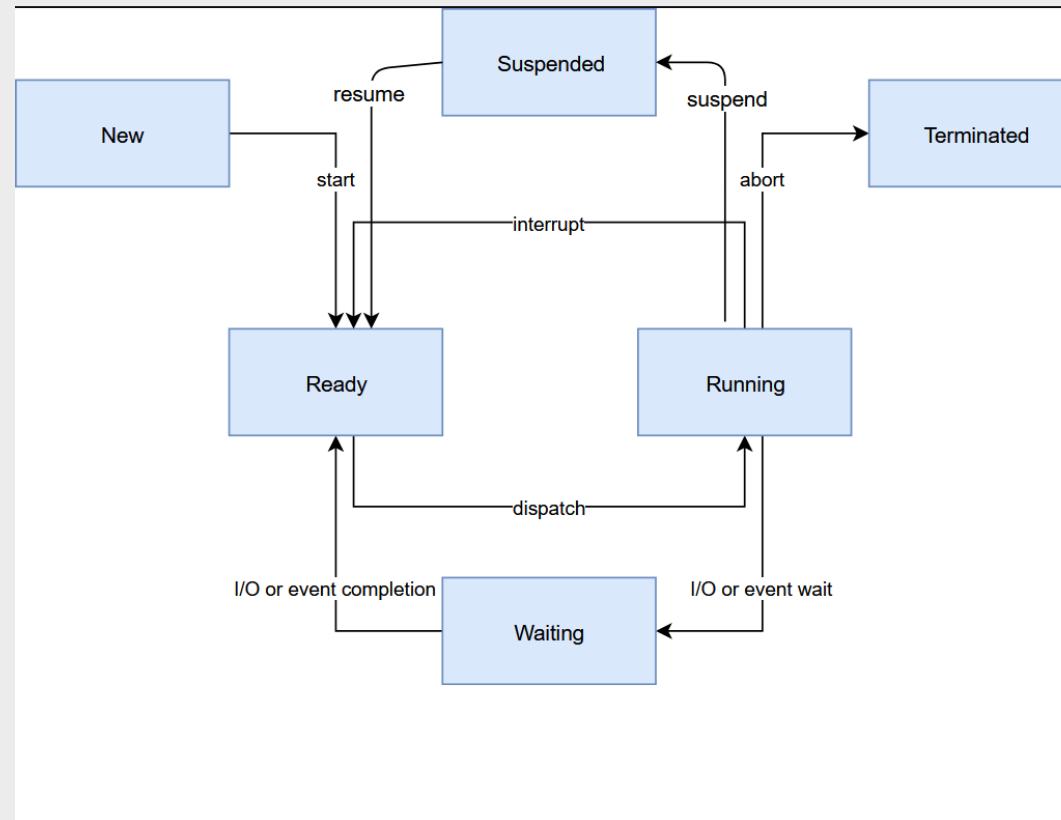 Suspended
resume
suspend
New
Terminated
start
abort
interrupt
Ready
Running
dispatch
I/O or event completion
I/O or event wait
Waiting